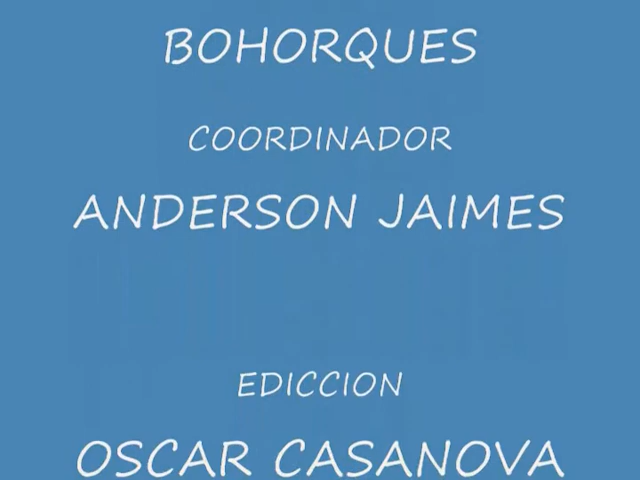 BOHORQUES
COORDINADOR
ANDERSON JAIMES
EDICCION
OSCAR CASANOVA